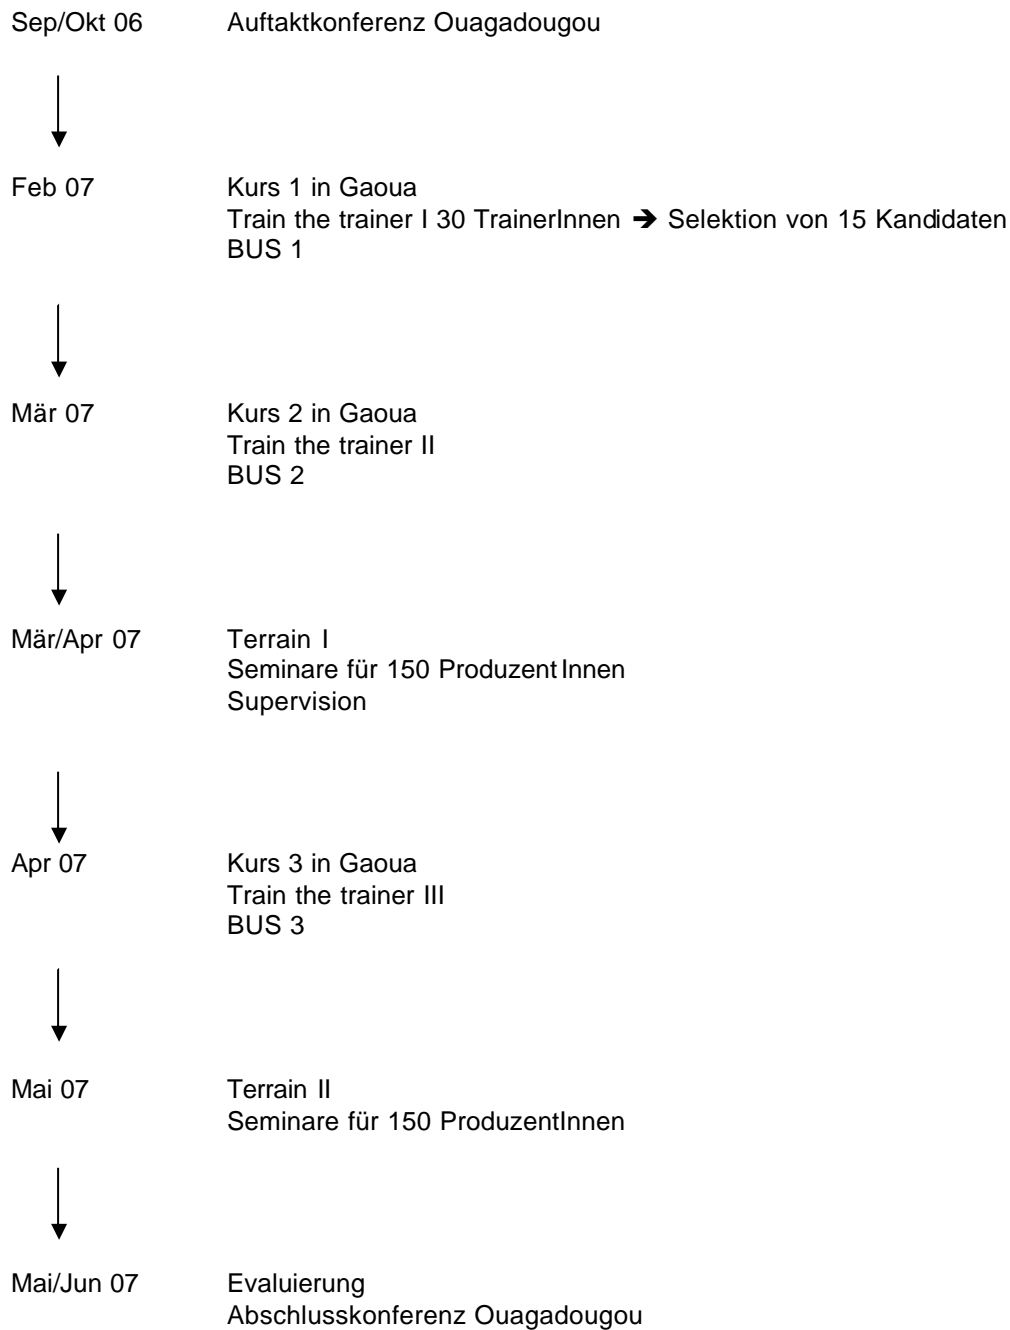 Sep/Okt 06 Auftaktkonferenz Ouagadougou
Feb 07 Kurs 1 in Gaoua
Train the trainer I 30 TrainerInnen ➔ Selektion von 15 Kandidaten
BUS 1
Mär 07 Kurs 2 in Gaoua
Train the trainer II
BUS 2
Mär/Apr 07 Terrain I
Seminare für 150 ProduzentInnen
Supervision
Apr 07 Kurs 3 in Gaoua
Train the trainer III
BUS 3
Mai 07 Terrain II
Seminare für 150 ProduzentInnen
Mai/Jun 07 Evaluierung
Abschlusskonferenz Ouagadougou